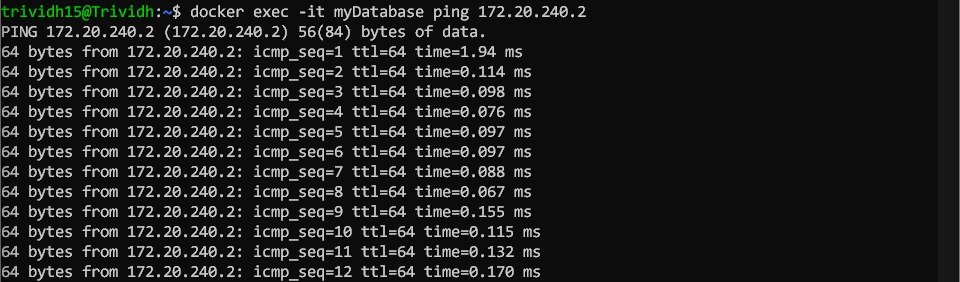 trividh15@Trividh:~$ docker exec -it myDatabase ping 172.20.240.2
PING 172.20.240.2 (172.20.240.2) 56(84) bytes of data.
64 bytes from 172.20.240.2: icmp_seq=1 ttl=64 time=1.94 ms
64 bytes from 172.20.240.2: icmp_seq=2 ttl=64 time=0.114 ms
64 bytes from 172.20.240.2: icmp_seq=3 ttl=64 time=0.098 ms
64 bytes from 172.20.240.2: icmp_seq=4 ttl=64 time=0.076 ms
64 bytes from 172.20.240.2: icmp_seq=5 ttl=64 time=0.097 ms
64 bytes from 172.20.240.2: icmp_seq=6 ttl=64 time=0.097 ms
64 bytes from 172.20.240.2: icmp_seq=7 ttl=64 time=0.088 ms
64 bytes from 172.20.240.2: icmp_seq=8 ttl=64 time=0.067 ms
64 bytes from 172.20.240.2: icmp_seq=9 ttl=64 time=0.155 ms
64 bytes from 172.20.240.2: icmp_seq=10 ttl=64 time=0.115 ms
64 bytes from 172.20.240.2: icmp_seq=11 ttl=64 time=0.132 ms
64 bytes from 172.20.240.2: icmp_seq=12 ttl=64 time=0.170 ms